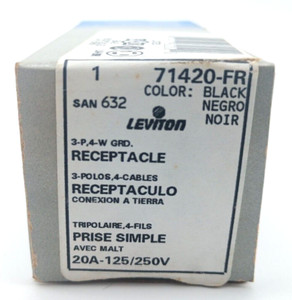 1 71420-FR
COLOR: BLACK
SAN 632
NEGRO
LEVITON
NOIR
3-P,4-W GRD.
RECEPTACLE
3-POLOS,4-CABLES
RECEPTACULO
CONEXION A TIERRA
TRIPOLAIRE,4-FILS
PRISE SIMPLE
AVEC MALT
20A-125/250V